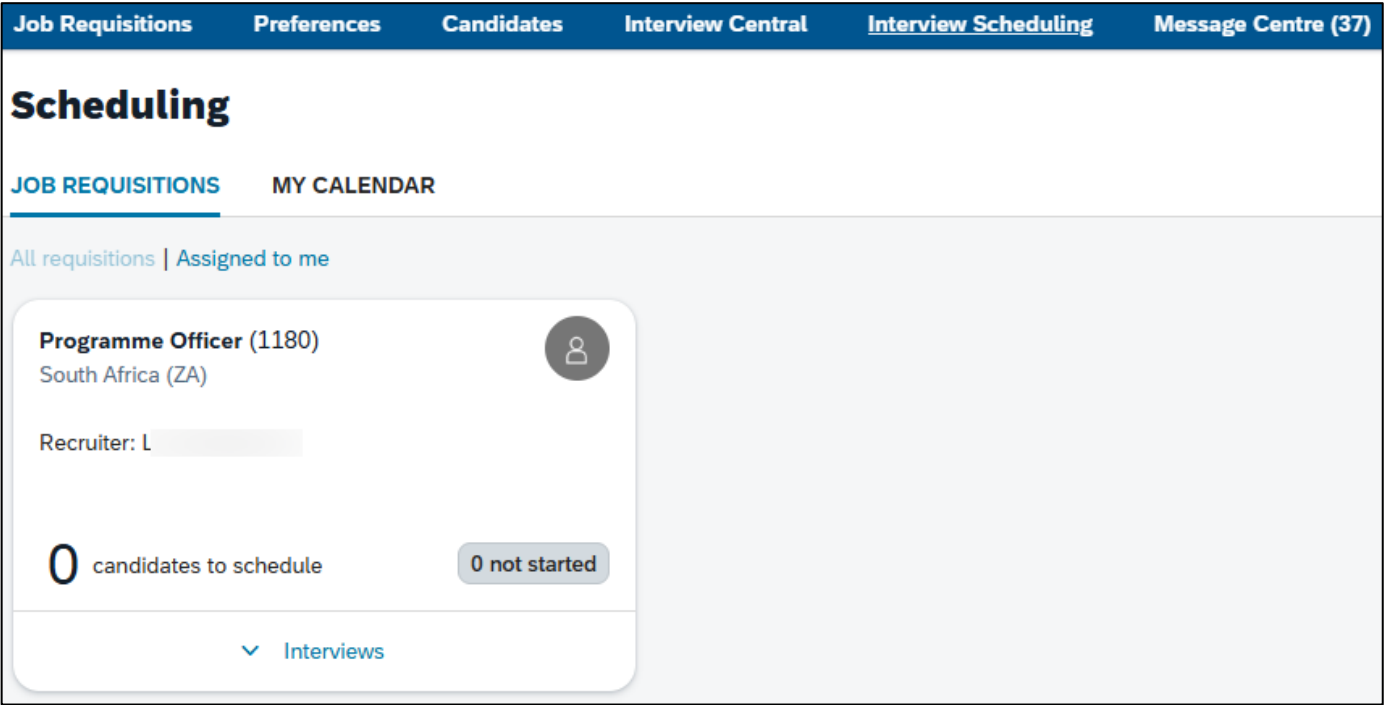 Job Requisitions Preferences Candidates Interview Central Interview Scheduling Message Centre (37)
Scheduling
JOB REQUISITIONS MY CALENDAR
All requisitions | Assigned to me
Programme Officer (1180)
South Africa (ZA)
Recruiter: L
0 candidates to schedule 0 not started
Interviews